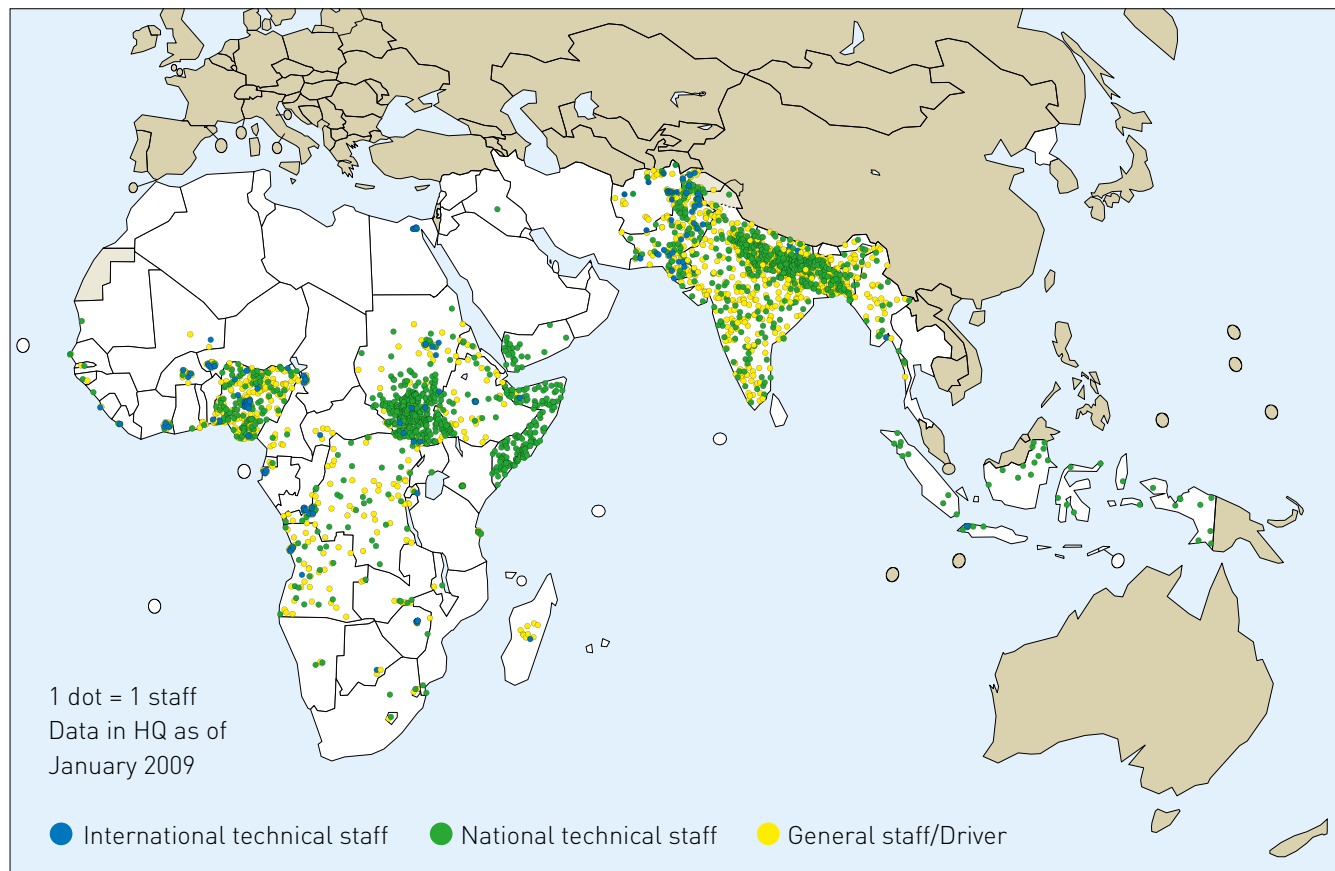 1 dot = 1 staff
Data in HQ as of
January 2009
International technical staff
National technical staff
General staff/Driver